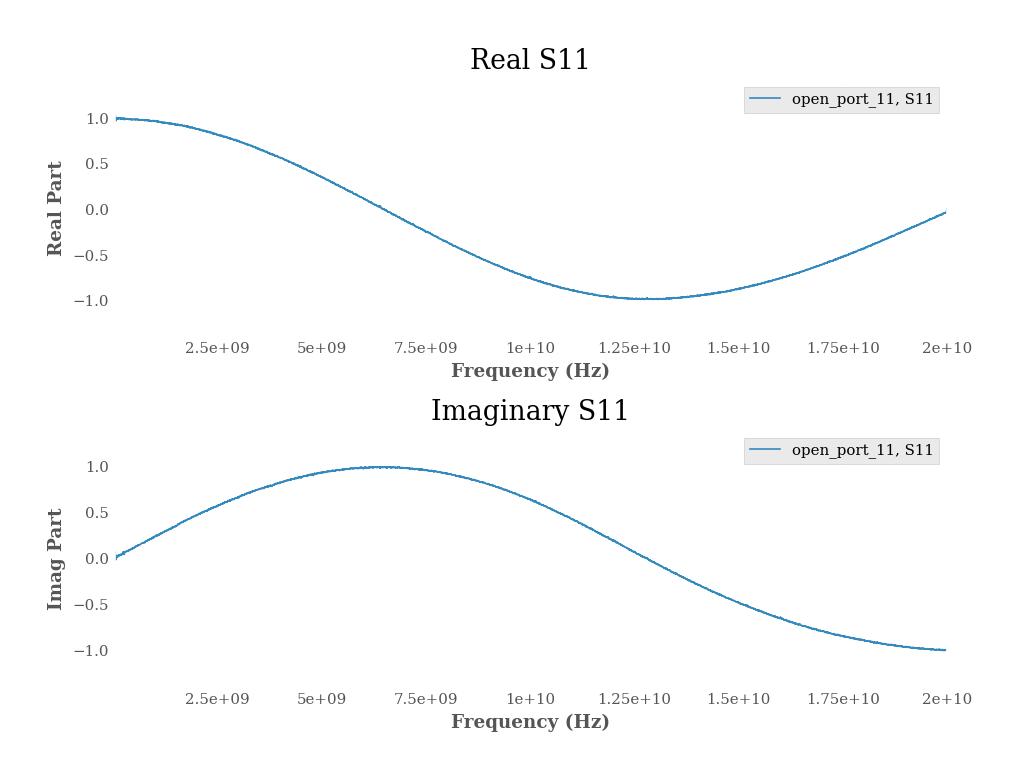 Real S11
open_port_11, S11
1.0
0.5
0.0
−0.5
−1.0
Real Part
2.5e+09 5e+09 7.5e+09 1e+10 1.25e+10 1.5e+10 1.75e+10 2e+10
Frequency (Hz)
Imaginary S11
open_port_11, S11
1.0
0.5
0.0
−0.5
−1.0
Imag Part
2.5e+09 5e+09 7.5e+09 1e+10 1.25e+10 1.5e+10 1.75e+10 2e+10
Frequency (Hz)